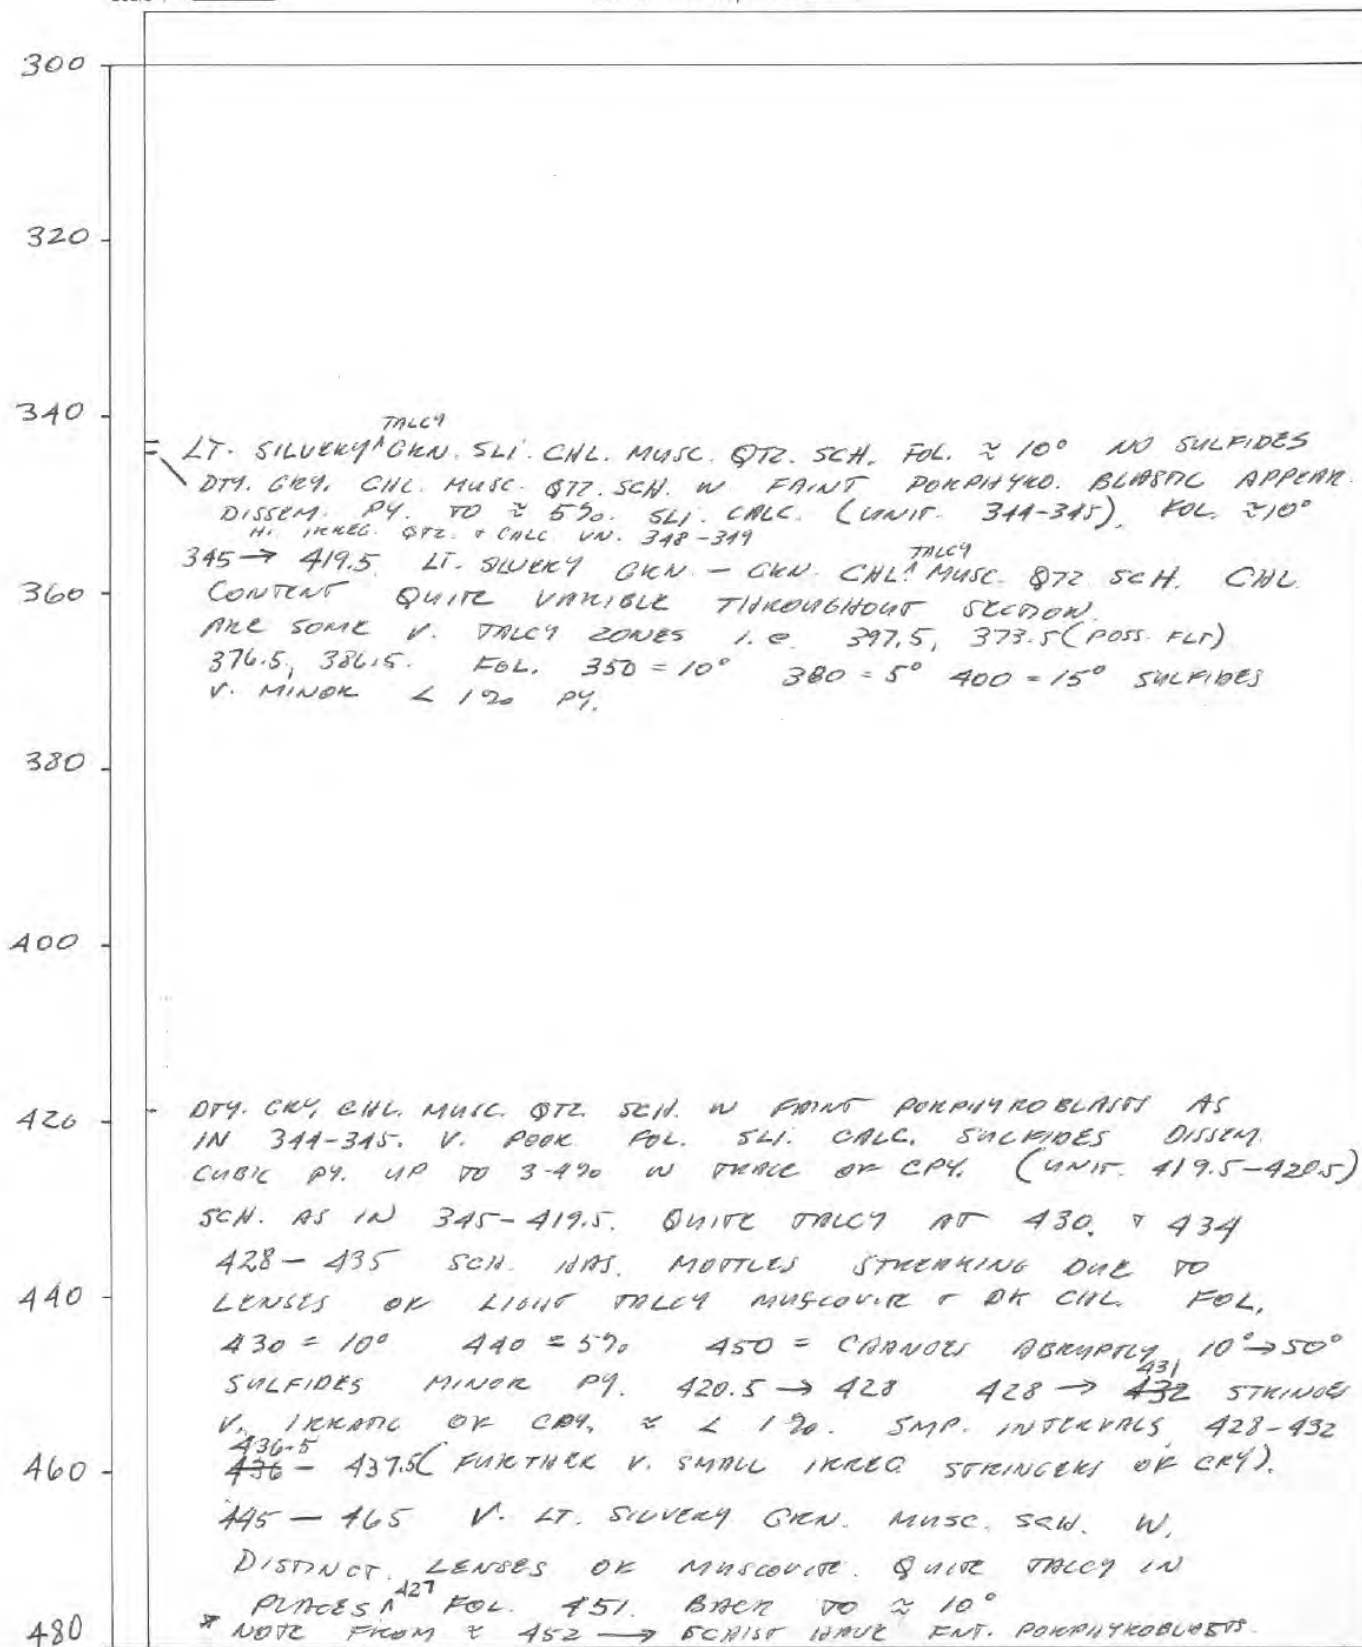 300
320
340
TALCY
LT. SILVERY ^ GRN. SLI. CHL. MUSC. QTZ. SCH. FOL. ≈ 10° NO SULFIDES
DTY. GRY. CHL. MUSC. QTZ. SCH. W FAINT PORPHYRO. BLASTIC APPEAR.
DISSEM. PY. TO ≈ 5%. SLI. CALC. (UNIT. 344-345), FOL. ≈10°
HI. IRREG. QTZ. & CALC VN. 348-349
TALCY
345 → 419.5 LT. SILVERY GRN - GRN. CHL ^ MUSC. QTZ SCH. CHL
360
CONTENT QUITE VARIBLE THROUGHOUT SECTION.
ARE SOME V. TALCY ZONES I.e. 397.5, 373.5 (POSS. FLT)
376.5, 386.5. FOL. 350 = 10° 380 = 5° 400 = 15° SULFIDES
V. MINOR < 1% PY.
380
400
420
DTY. GRY, CHL. MUSC. QTZ. SCH. W FAINT PORPHYROBLASTS AS
IN 344-345. V. POOR FOL. SLI. CALC. SULFIDES DISSEM.
CUBIC PY. UP TO 3-4% W TRACE OF CPY. (UNIT. 419.5-420.5)
SCH. AS IN 345-419.5. QUITE TALCY AT 430. & 434
428 - 435 SCH. HAS. MOTTLES STREAKING DUE TO
440
LENSES OF LIGHT TALCY MUSCOVITE & DK CHL. FOL,
430 = 10° 440 = 5% 450 = CHANGES ABRUPTLY 10° → 50°
431
SULFIDES MINOR PY. 420.5 → 428 428 → 432 STRINGES
V. IRRATIC OF CPY. ≈ < 1%. SMP. INTERVALS 428-432
436.5
460
436 - 437.5 (FURTHER V. SMALL IRREG STRINGERS OF CPY).
445 - 465 V. LT. SILVERY GRN. MUSC. SCH. W.
DISTINCT. LENSES OF MUSCOVITE. QUITE TALCY IN
427
PLACES ^ FOL. 451. BACK TO ≈ 10°
480
* NOTE FROM ≈ 452 → SCHIST HAVE FNT. PORPHYROBLASTS.